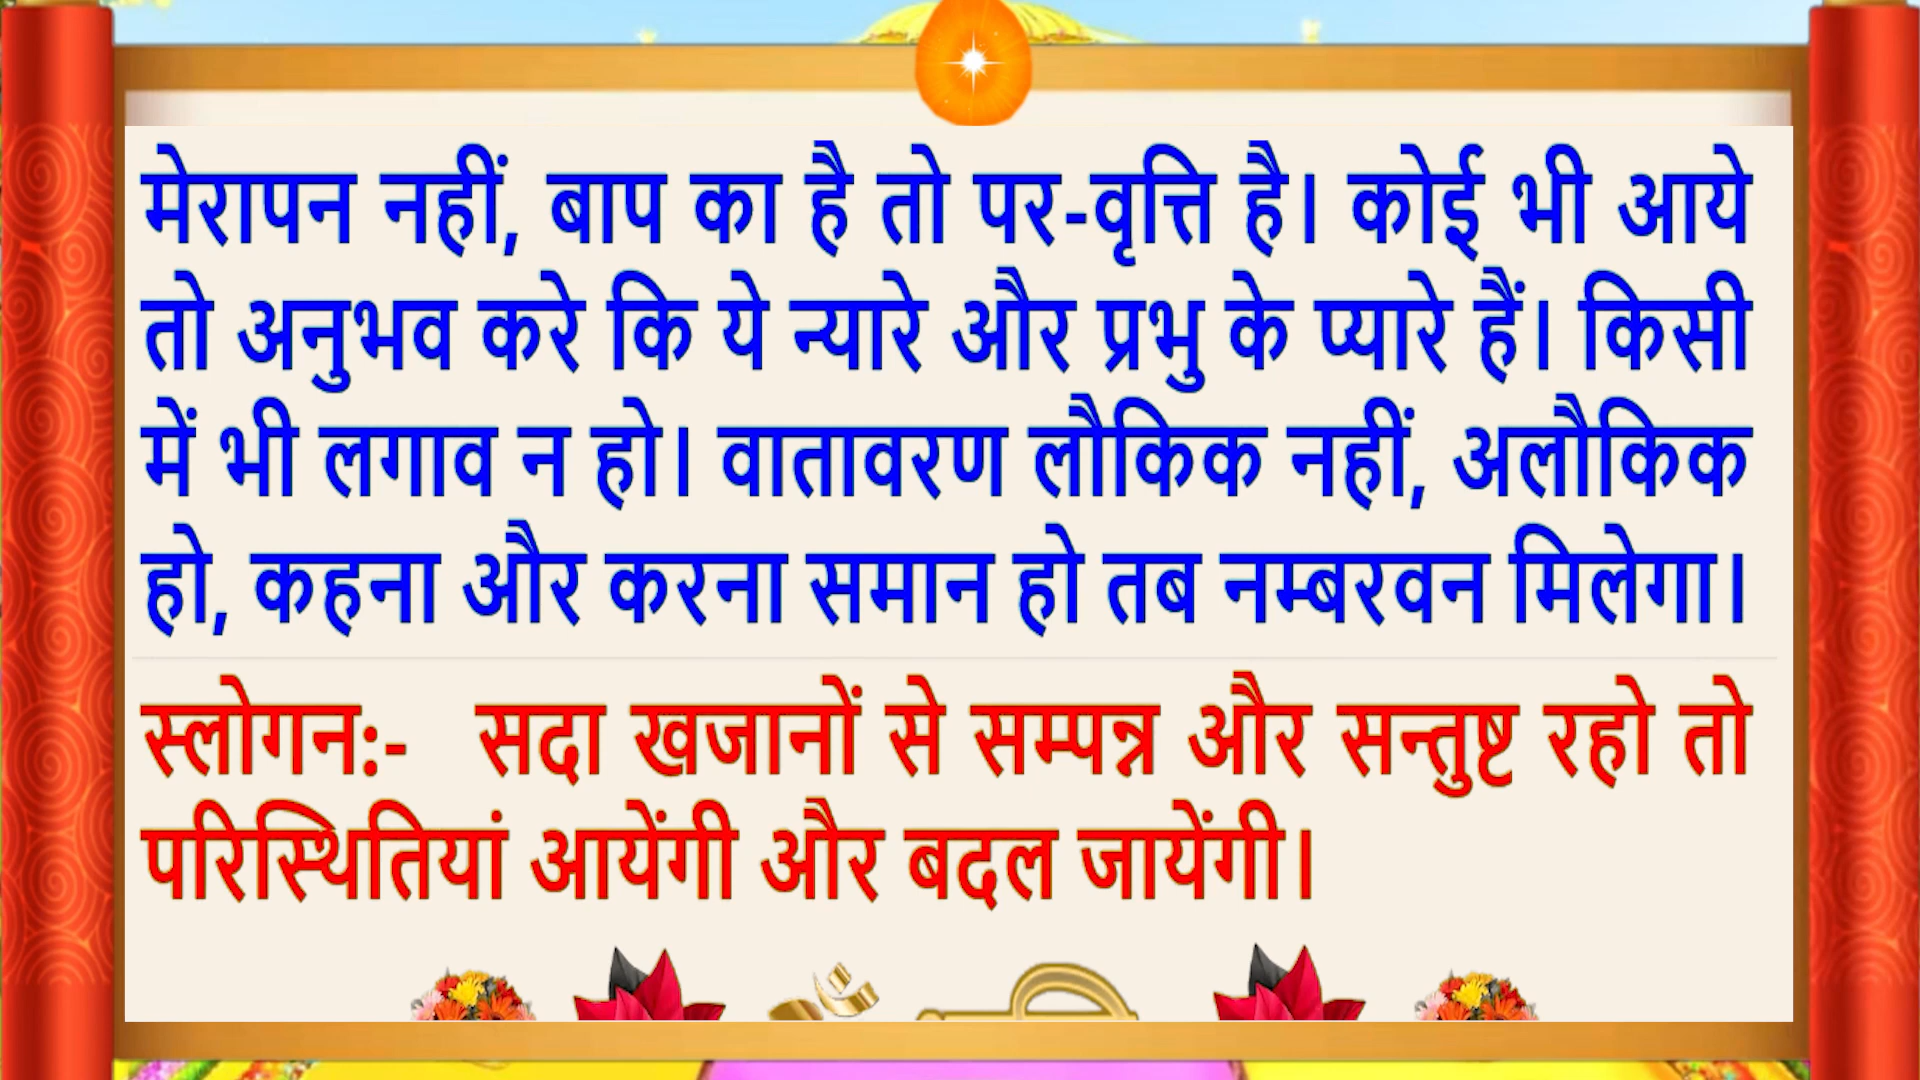 मेरापन नहीं, बाप का है तो पर-वृत्ति है। कोई भी आये
तो अनुभव करे कि ये न्यारे और प्रभु के प्यारे हैं। किसी
में भी लगाव न हो। वातावरण लौकिक नहीं, अलौकिक
हो, कहना और करना समान हो तब नम्बरवन मिलेगा।
स्लोगन:- सदा खजानों से सम्पन्न और सन्तुष्ट रहो तो
परिस्थितियां आयेंगी और बदल जायेंगी।